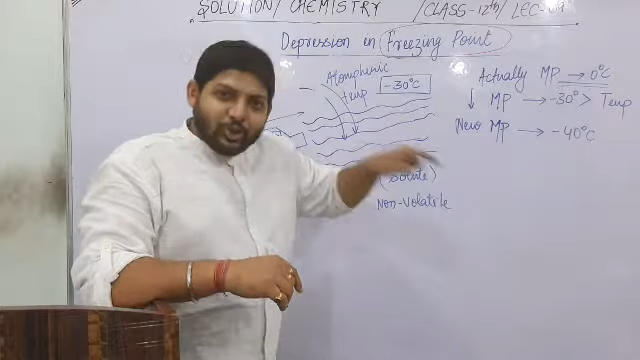 SOLUTION/ CHEMISTRY /CLASS-12th/ LEC-
Depression in Freezing Point
Atomphenic
temp
-30°C
Actually MP → 0°C
↓ MP → -30° > Temp
New MP → -40°C
(Solute)
Non-Volatile